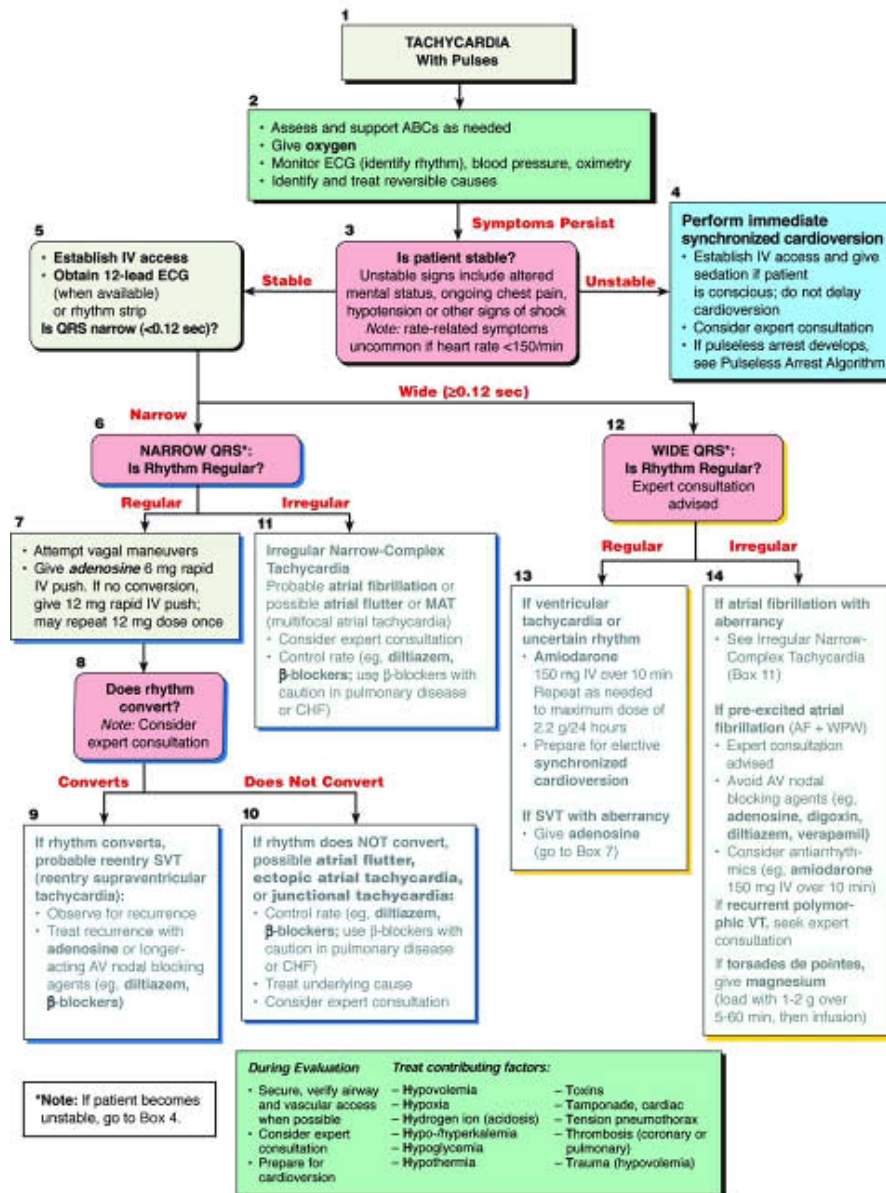 1
TACHYCARDIA
With Pulses
2
• Assess and support ABCs as needed
• Give oxygen
• Monitor ECG (identify rhythm), blood pressure, oximetry
• Identify and treat reversible causes
Symptoms Persist
3
Is patient stable?
Unstable signs include altered
mental status, ongoing chest pain,
hypotension or other signs of shock
Note: rate-related symptoms
uncommon if heart rate <150/min
Stable
Unstable
4
Perform immediate
synchronized cardioversion
• Establish IV access and give
sedation if patient
is conscious; do not delay
cardioversion
• Consider expert consultation
• If pulseless arrest develops,
see Pulseless Arrest Algorithm
5
• Establish IV access
• Obtain 12-lead ECG
(when available)
or rhythm strip
Is QRS narrow (<0.12 sec)?
Narrow
Wide (≥0.12 sec)
6
NARROW QRS*:
Is Rhythm Regular?
Regular
Irregular
7
• Attempt vagal maneuvers
• Give adenosine 6 mg rapid
IV push. If no conversion,
give 12 mg rapid IV push;
may repeat 12 mg dose once
8
Does rhythm
convert?
Note: Consider
expert consultation
Converts
Does Not Convert
9
If rhythm converts,
probable reentry SVT
(reentry supraventricular
tachycardia):
• Observe for recurrence
• Treat recurrence with
adenosine or longer-
acting AV nodal blocking
agents (eg, diltiazem,
β-blockers)
10
If rhythm does NOT convert,
possible atrial flutter,
ectopic atrial tachycardia,
or junctional tachycardia:
• Control rate (eg, diltiazem,
β-blockers; use β-blockers with
caution in pulmonary disease
or CHF)
• Treat underlying cause
• Consider expert consultation
11
Irregular Narrow-Complex
Tachycardia
Probable atrial fibrillation or
possible atrial flutter or MAT
(multifocal atrial tachycardia)
• Consider expert consultation
• Control rate (eg, diltiazem,
β-blockers; use β-blockers with
caution in pulmonary disease
or CHF)
12
WIDE QRS*:
Is Rhythm Regular?
Expert consultation
advised
Regular
Irregular
13
If ventricular
tachycardia or
uncertain rhythm
• Amiodarone
150 mg IV over 10 min
Repeat as needed
to maximum dose of
2.2 g/24 hours
• Prepare for elective
synchronized
cardioversion
If SVT with aberrancy
• Give adenosine
(go to Box 7)
14
If atrial fibrillation with
aberrancy
• See Irregular Narrow-
Complex Tachycardia
(Box 11)
If pre-excited atrial
fibrillation (AF + WPW)
• Expert consultation
advised
• Avoid AV nodal
blocking agents (eg,
adenosine, digoxin,
diltiazem, verapamil)
• Consider antiarrhyth-
mics (eg, amiodarone
150 mg IV over 10 min)
If recurrent polymor-
phic VT, seek expert
consultation
If torsades de pointes,
give magnesium
(load with 1-2 g over
5-60 min, then infusion)
*Note: If patient becomes
unstable, go to Box 4.
During Evaluation
• Secure, verify airway
and vascular access
when possible
• Consider expert
consultation
• Prepare for
cardioversion
Treat contributing factors:
– Hypovolemia
– Hypoxia
– Hydrogen ion (acidosis)
– Hypo-/hyperkalemia
– Hypoglycemia
– Hypothermia
– Toxins
– Tamponade, cardiac
– Tension pneumothorax
– Thrombosis (coronary or
pulmonary)
– Trauma (hypovolemia)